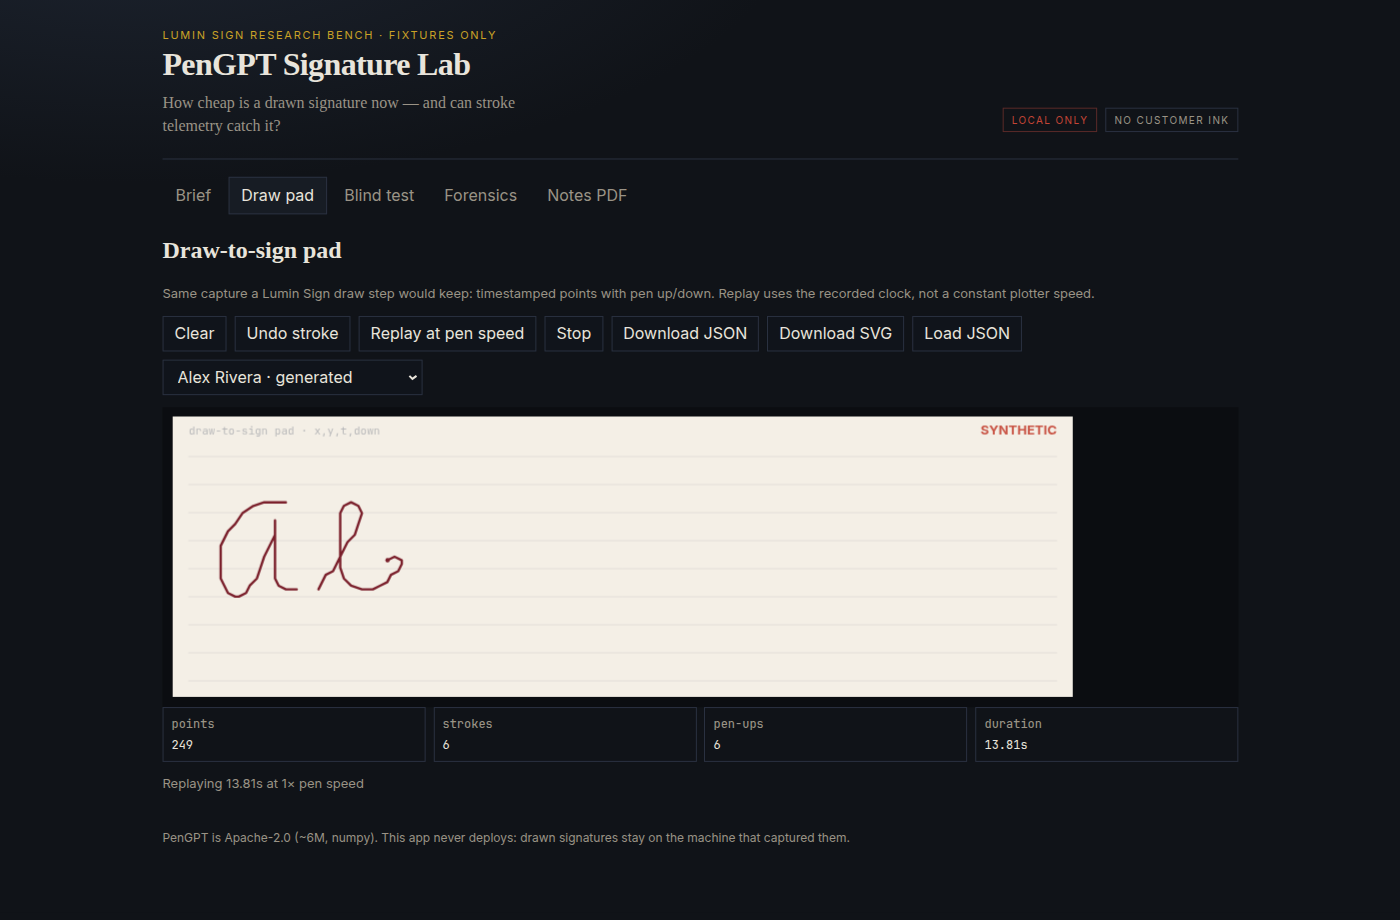 LUMIN SIGN RESEARCH BENCH · FIXTURES ONLY
PenGPT Signature Lab
How cheap is a drawn signature now — and can stroke
telemetry catch it?
LOCAL ONLY
NO CUSTOMER INK
Brief
Draw pad
Blind test
Forensics
Notes PDF
Draw-to-sign pad
Same capture a Lumin Sign draw step would keep: timestamped points with pen up/down. Replay uses the recorded clock, not a constant plotter speed.
Clear
Undo stroke
Replay at pen speed
Stop
Download JSON
Download SVG
Load JSON
Alex Rivera · generated
draw-to-sign pad · x,y,t,down
SYNTHETIC
points
249
strokes
6
pen-ups
6
duration
13.81s
Replaying 13.81s at 1× pen speed
PenGPT is Apache-2.0 (~6M, numpy). This app never deploys: drawn signatures stay on the machine that captured them.